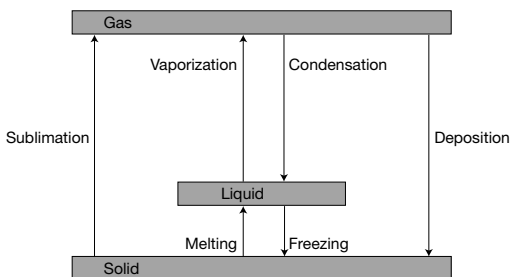 Gas
Vaporization
Condensation
Sublimation
Deposition
Liquid
Melting
Freezing
Solid